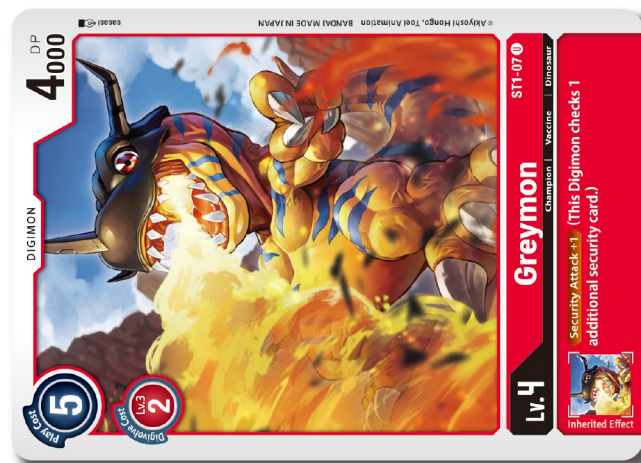 Play Cost
5
DIGIMON
DP
4000
Lv.3
2
Digivolve Cost
sasasi
© Akiyoshi Hongo, Toei Animation BANDAI MADE IN JAPAN
ST1-07 U
Lv.4
Greymon
Champion | Vaccine | Dinosaur
Inherited Effect
Security Attack +1 (This Digimon checks 1
additional security card.)